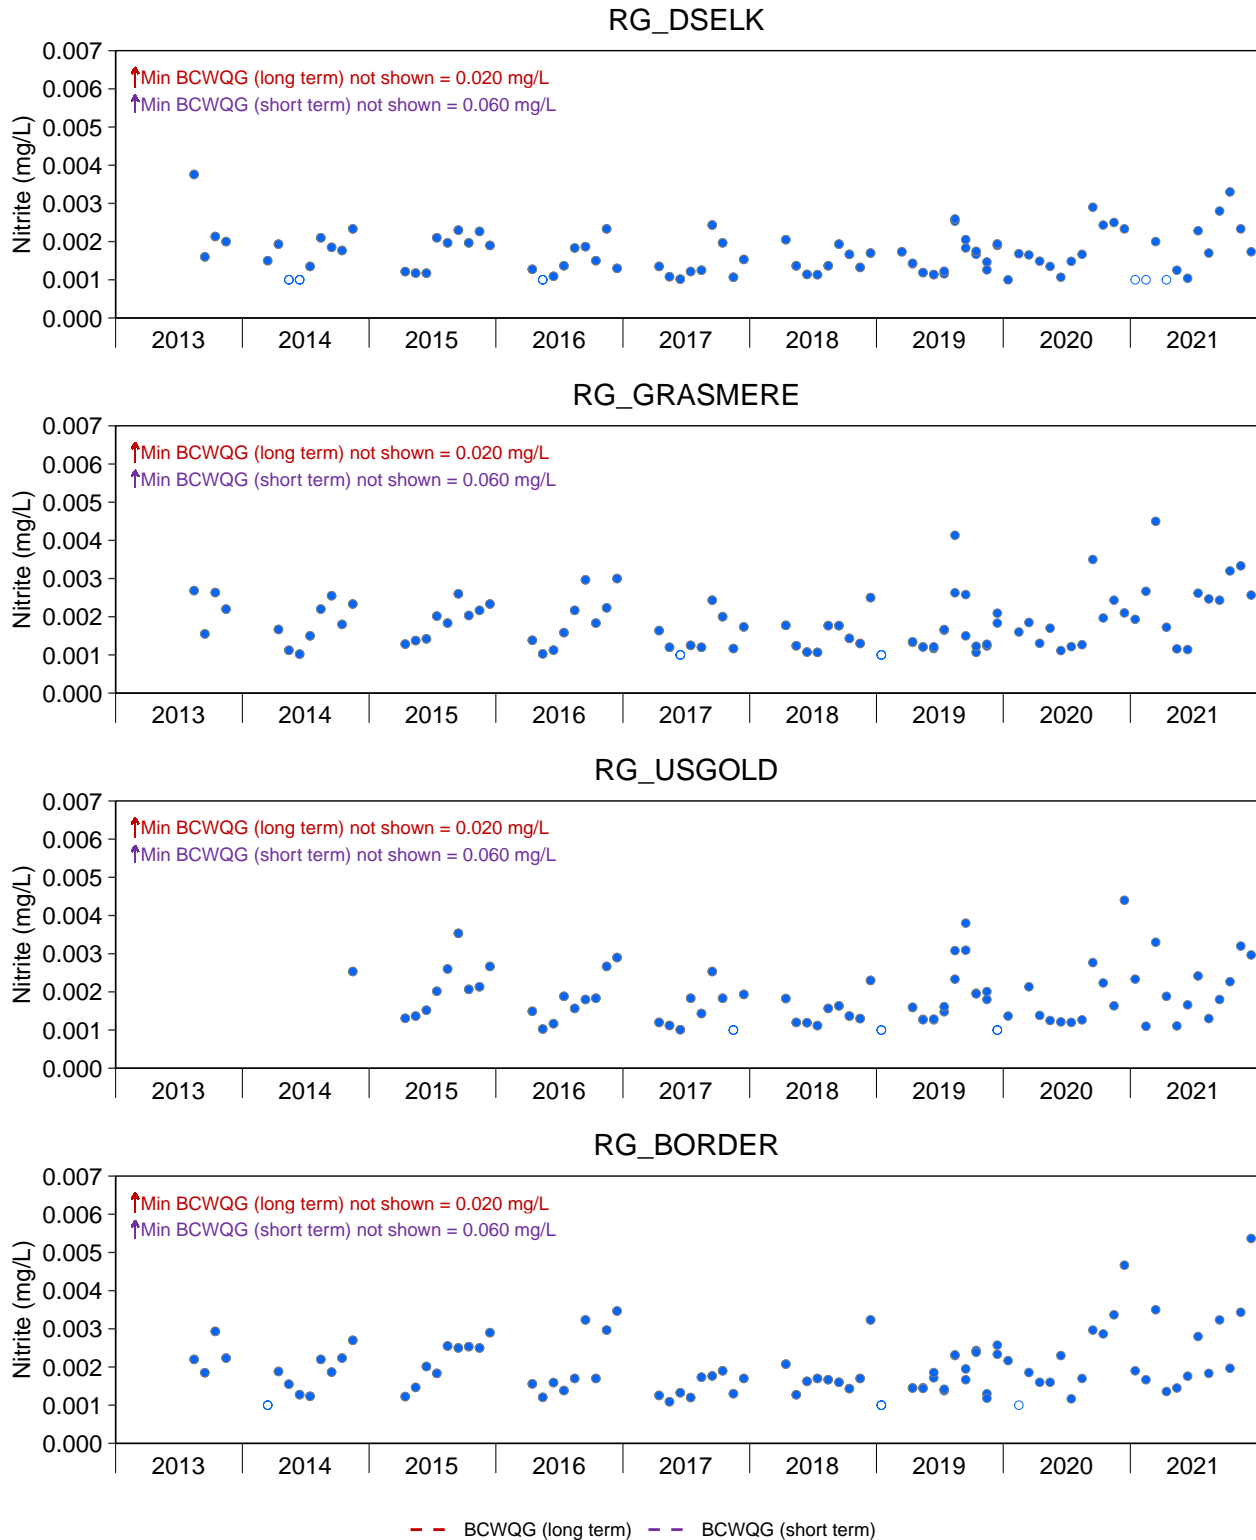 RG_DSELK
Nitrite (mg/L)
0.007
0.006
0.005
0.004
0.003
0.002
0.001
0.000
Min BCWQG (long term) not shown = 0.020 mg/L
Min BCWQG (short term) not shown = 0.060 mg/L
2013 2014 2015 2016 2017 2018 2019 2020 2021
RG_GRASMERE
Nitrite (mg/L)
0.007
0.006
0.005
0.004
0.003
0.002
0.001
0.000
Min BCWQG (long term) not shown = 0.020 mg/L
Min BCWQG (short term) not shown = 0.060 mg/L
2013 2014 2015 2016 2017 2018 2019 2020 2021
RG_USGOLD
Nitrite (mg/L)
0.007
0.006
0.005
0.004
0.003
0.002
0.001
0.000
Min BCWQG (long term) not shown = 0.020 mg/L
Min BCWQG (short term) not shown = 0.060 mg/L
2013 2014 2015 2016 2017 2018 2019 2020 2021
RG_BORDER
Nitrite (mg/L)
0.007
0.006
0.005
0.004
0.003
0.002
0.001
0.000
Min BCWQG (long term) not shown = 0.020 mg/L
Min BCWQG (short term) not shown = 0.060 mg/L
2013 2014 2015 2016 2017 2018 2019 2020 2021
BCWQG (long term) BCWQG (short term)